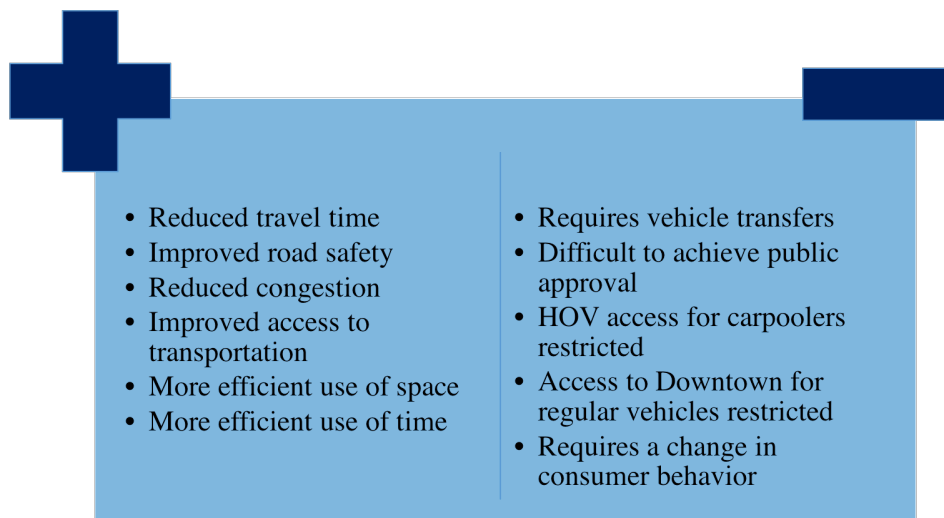 • Reduced travel time
• Improved road safety
• Reduced congestion
• Improved access to
transportation
• More efficient use of space
• More efficient use of time
• Requires vehicle transfers
• Difficult to achieve public
approval
• HOV access for carpoolers
restricted
• Access to Downtown for
regular vehicles restricted
• Requires a change in
consumer behavior